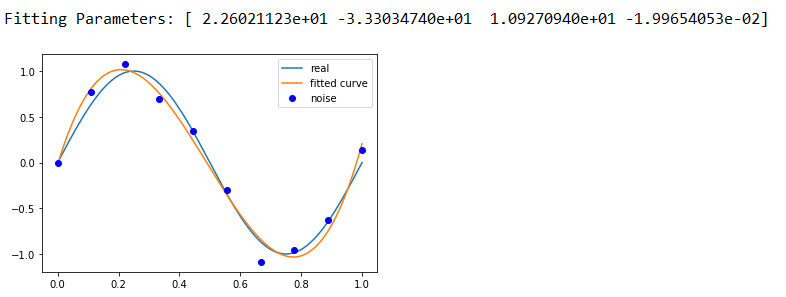 Fitting Parameters: [ 2.26021123e+01 -3.33034740e+01  1.09270940e+01 -1.99654053e-02]
real
fitted curve
noise
1.0
0.5
0.0
−0.5
−1.0
0.0 0.2 0.4 0.6 0.8 1.0